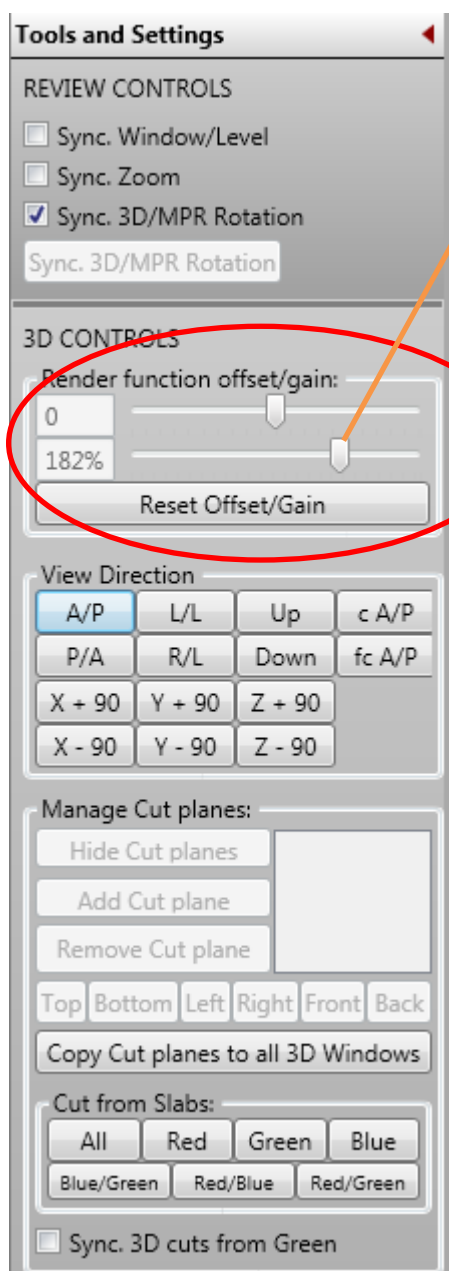 Tools and Settings
REVIEW CONTROLS
Sync. Window/Level
Sync. Zoom
Sync. 3D/MPR Rotation
Sync. 3D/MPR Rotation
3D CONTROLS
Render function offset/gain:
0
182%
Reset Offset/Gain
View Direction
A/P L/L Up c A/P
P/A R/L Down fc A/P
X + 90 Y + 90 Z + 90
X - 90 Y - 90 Z - 90
Manage Cut planes:
Hide Cut planes
Add Cut plane
Remove Cut plane
Top Bottom Left Right Front Back
Copy Cut planes to all 3D Windows
Cut from Slabs:
All Red Green Blue
Blue/Green Red/Blue Red/Green
Sync. 3D cuts from Green